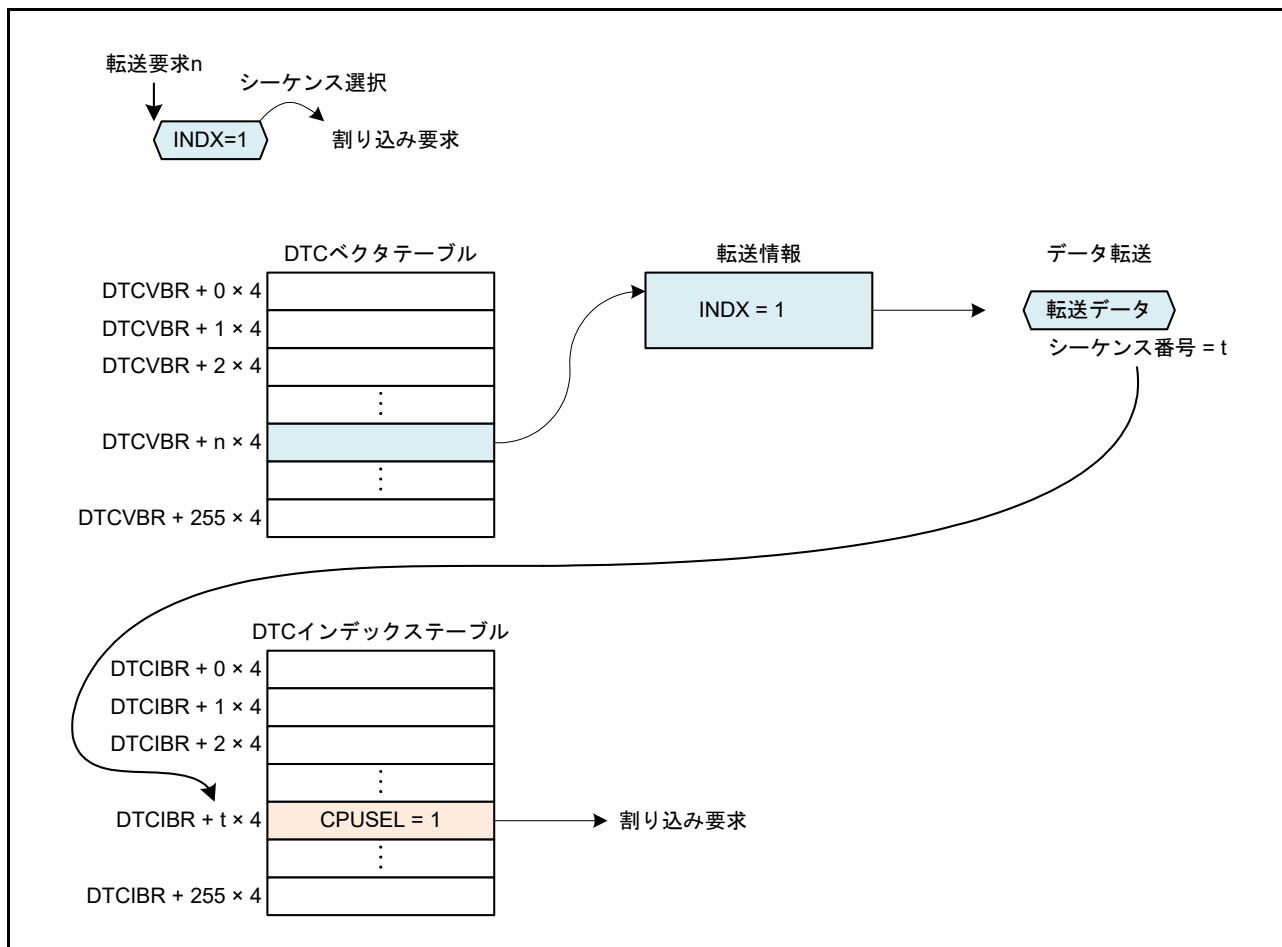 転送要求n
シーケンス選択
INDX=1
割り込み要求
DTCベクタテーブル
転送情報
データ転送
DTCVBR + 0 × 4
DTCVBR + 1 × 4
DTCVBR + 2 × 4
⋮
DTCVBR + n × 4
⋮
DTCVBR + 255 × 4
INDX = 1
転送データ
シーケンス番号 = t
DTCインデックステーブル
DTCIBR + 0 × 4
DTCIBR + 1 × 4
DTCIBR + 2 × 4
⋮
DTCIBR + t × 4
CPUSEL = 1
割り込み要求
⋮
DTCIBR + 255 × 4